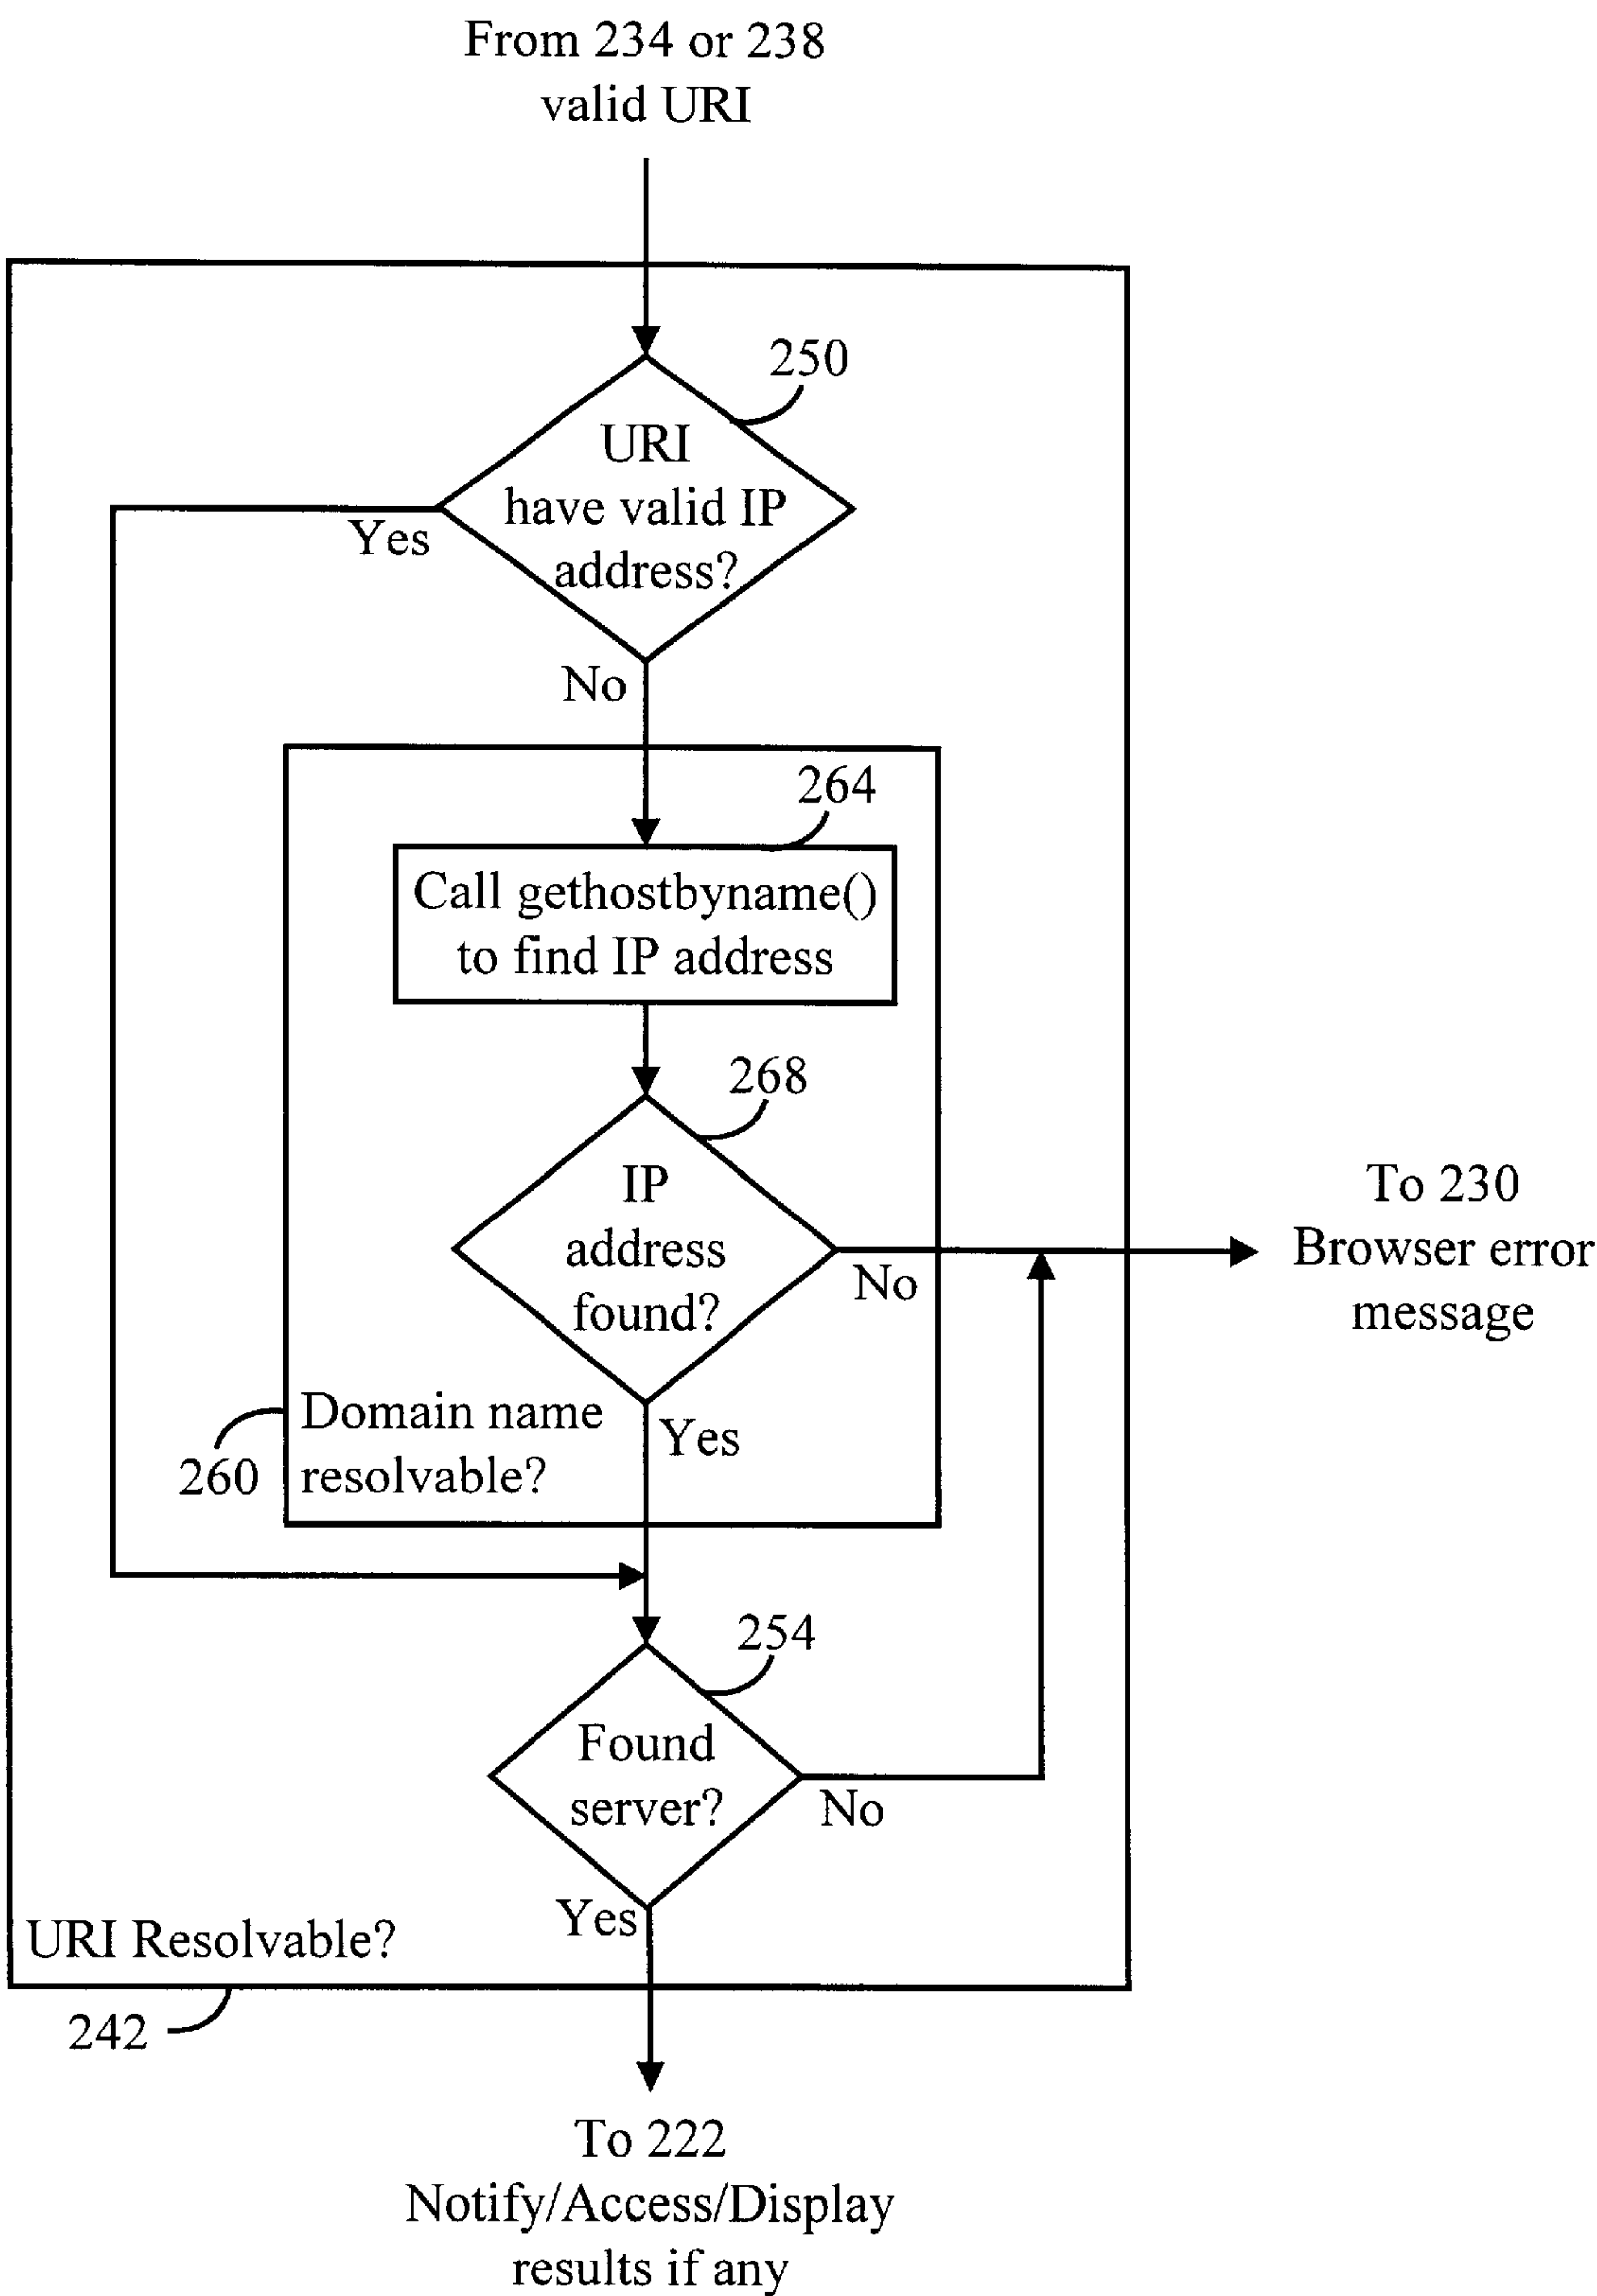 From 234 or 238
valid URI
250
URI
have valid IP
address?
Yes
No
264
Call gethostbyname()
to find IP address
268
IP
address
found?
No
To 230
Browser error
message
Yes
Domain name
resolvable?
260
254
Found
server?
No
Yes
URI Resolvable?
242
To 222
Notify/Access/Display
results if any